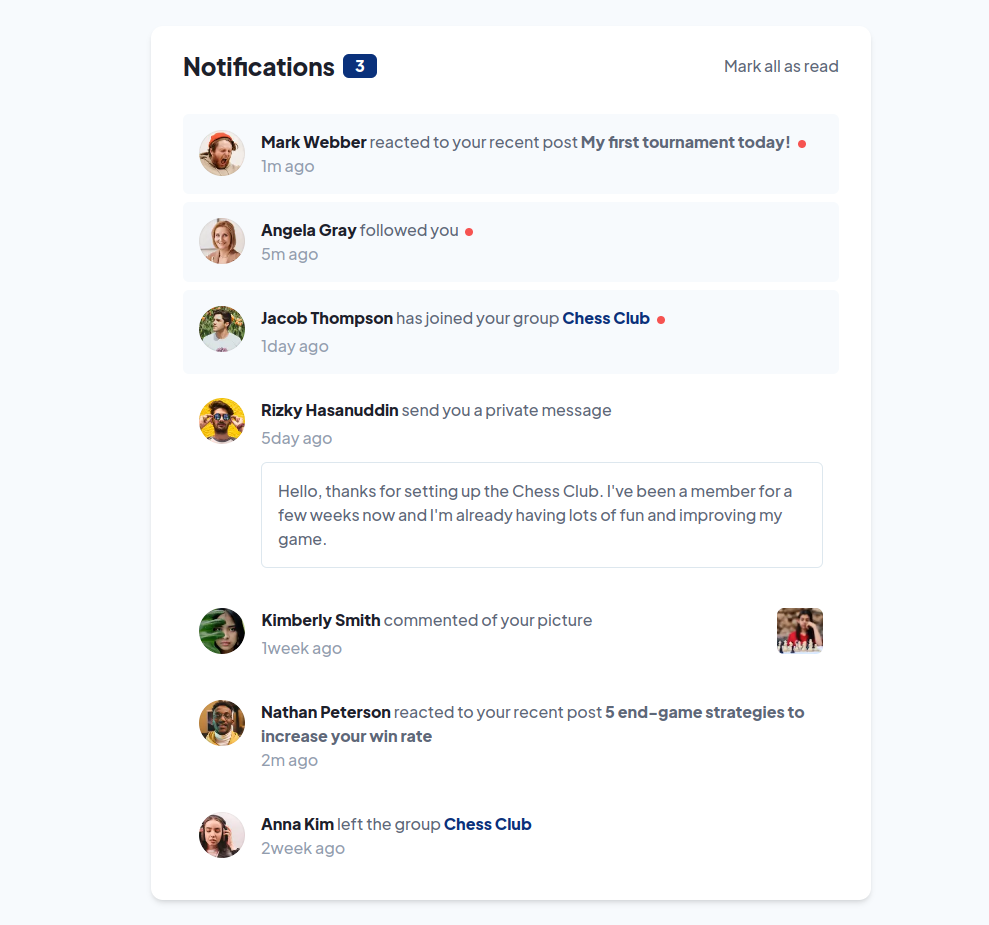 Notifications 3 Mark all as read
Mark Webber reacted to your recent post My first tournament today!
1m ago
Angela Gray followed you
5m ago
Jacob Thompson has joined your group Chess Club
1day ago
Rizky Hasanuddin send you a private message
5day ago
Hello, thanks for setting up the Chess Club. I've been a member for a
few weeks now and I'm already having lots of fun and improving my
game.
Kimberly Smith commented of your picture
1week ago
Nathan Peterson reacted to your recent post 5 end-game strategies to
increase your win rate
2m ago
Anna Kim left the group Chess Club
2week ago